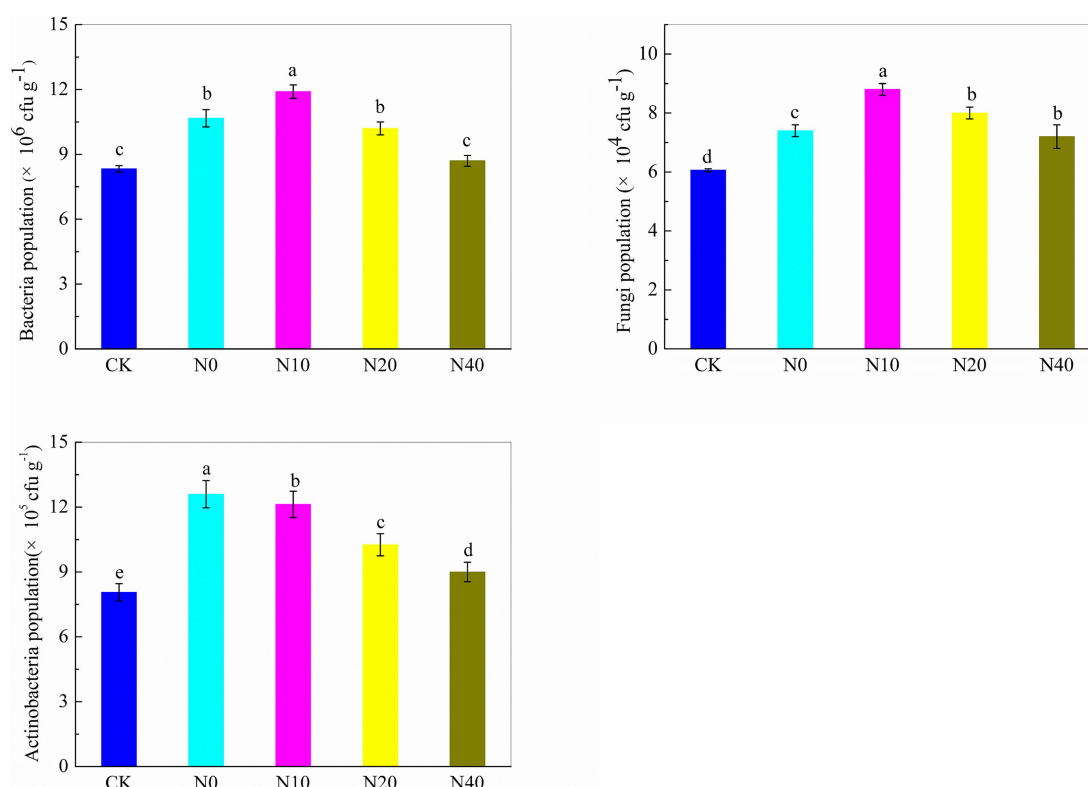 15
12
9
6
3
0
Bacteria population (× 10⁶ cfu g⁻¹)
c
b
a
b
c
CK N0 N10 N20 N40
10
8
6
4
2
0
Fungi population (× 10⁴ cfu g⁻¹)
d
c
a
b
b
CK N0 N10 N20 N40
15
12
9
6
3
0
Actinobacteria population(× 10⁵ cfu g⁻¹)
e
a
b
c
d
CK N0 N10 N20 N40